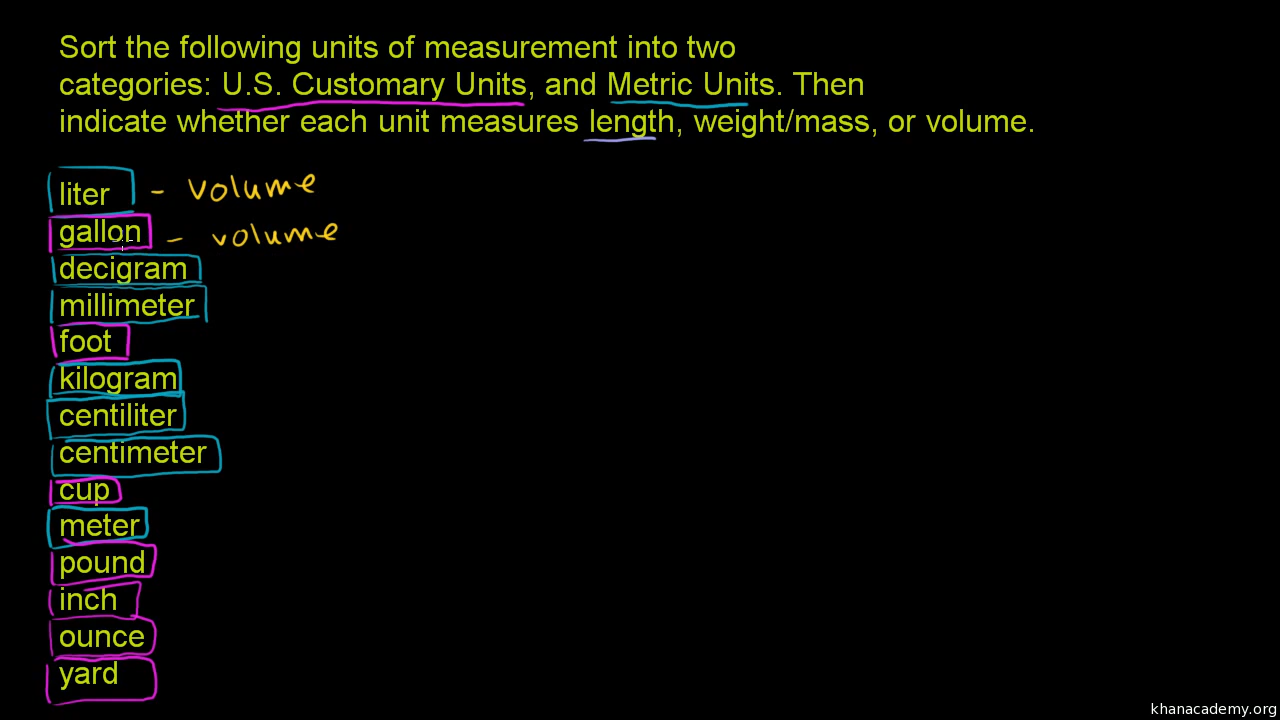 Sort the following units of measurement into two
categories: U.S. Customary Units, and Metric Units. Then
indicate whether each unit measures length, weight/mass, or volume.
liter - volume
gallon - volume
decigram
millimeter
foot
kilogram
centiliter
centimeter
cup
meter
pound
inch
ounce
yard
khanacademy.org